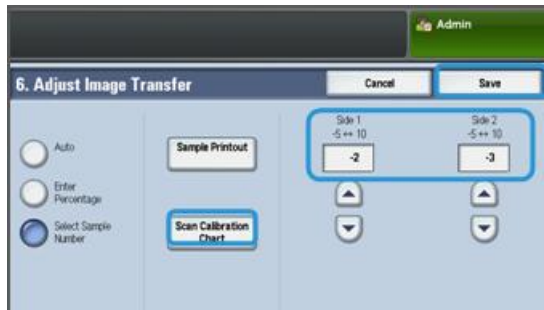 Admin
6. Adjust Image Transfer
Cancel
Save
Auto
Enter
Percentage
Select Sample
Number
Sample Printout
Scan Calibration
Chart
Side 1
-5 ↔ 10
-2
Side 2
-5 ↔ 10
-3